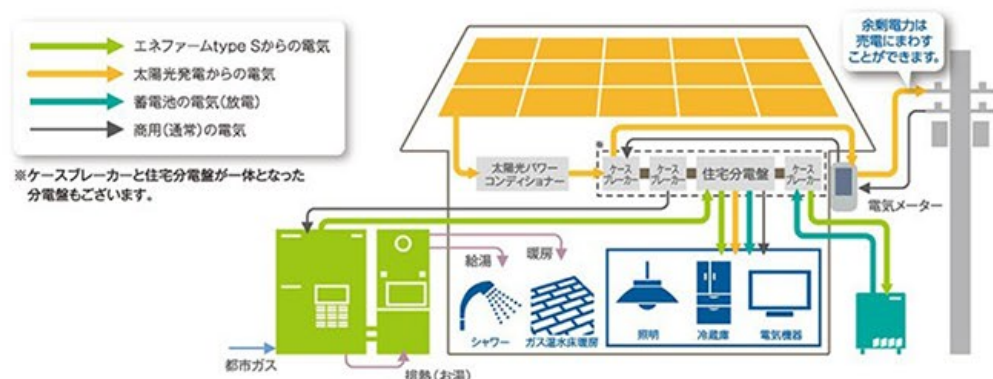 エネファームtype Sからの電気
太陽光発電からの電気
蓄電池の電気(放電)
商用(通常)の電気
※ケースブレーカーと住宅分電盤が一体となった
分電盤もございます。
余剰電力は
売電にまわす
ことができます。
太陽光パワー
コンディショナー
※
ケース
ブレーカー
ケース
ブレーカー
住宅分電盤
ケース
ブレーカー
電気メーター
給湯
暖房
シャワー
ガス温水床暖房
照明
冷蔵庫
電気機器
都市ガス
排熱(お湯)